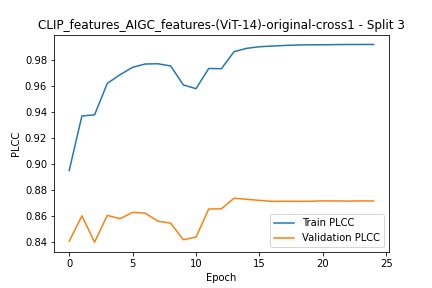 CLIP_features_AIGC_features-(ViT-14)-original-cross1 - Split 3
0.98
0.96
0.94
0.92
0.90
0.88
0.86
0.84
PLCC
Train PLCC
Validation PLCC
0 5 10 15 20 25
Epoch